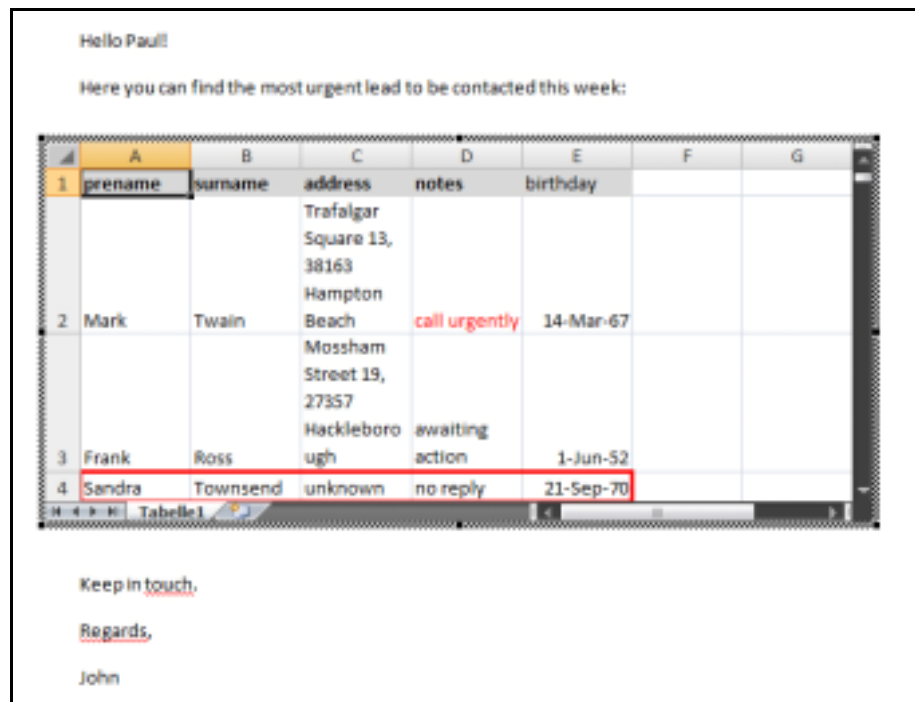 Hello Paul!
Here you can find the most urgent lead to be contacted this week:
A B C D E F G
1 prename surname address notes birthday
Trafalgar
Square 13,
38163
Hampton
2 Mark Twain Beach call urgently 14-Mar-67
Mossham
Street 19,
27357
Hackleboro awaiting
3 Frank Ross ugh action 1-Jun-52
4 Sandra Townsend unknown no reply 21-Sep-70
Tabelle1
Keep in touch.
Regards,
John